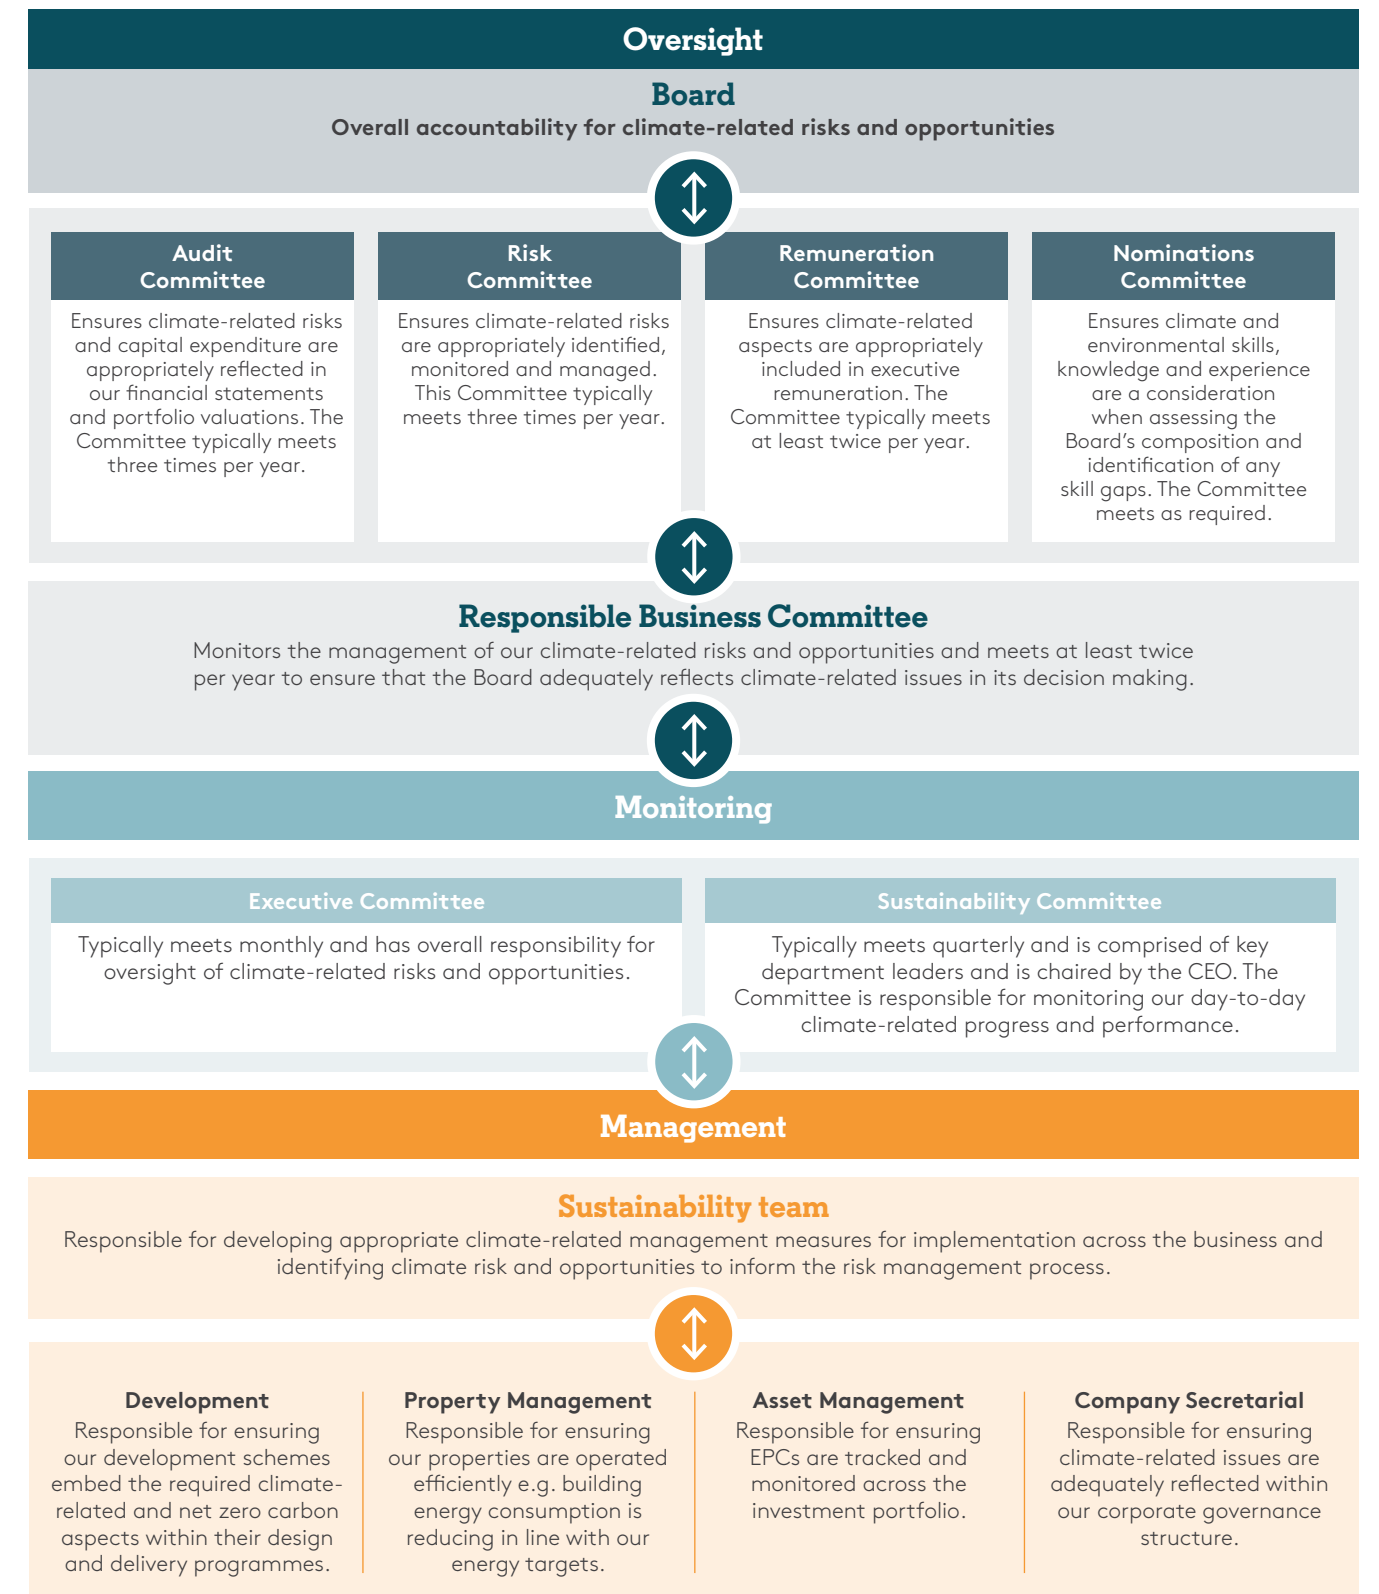 Oversight
Board
Overall accountability for climate-related risks and opportunities
Audit
Committee
Ensures climate-related risks
and capital expenditure are
appropriately reflected in
our financial statements
and portfolio valuations. The
Committee typically meets
three times per year.
Risk
Committee
Ensures climate-related risks
are appropriately identified,
monitored and managed.
This Committee typically
meets three times per year.
Remuneration
Committee
Ensures climate-related
aspects are appropriately
included in executive
remuneration. The
Committee typically meets
at least twice per year.
Nominations
Committee
Ensures climate and
environmental skills,
knowledge and experience
are a consideration
when assessing the
Board's composition and
identification of any
skill gaps. The Committee
meets as required.
Responsible Business Committee
Monitors the management of our climate-related risks and opportunities and meets at least twice
per year to ensure that the Board adequately reflects climate-related issues in its decision making.
Monitoring
Executive Committee
Typically meets monthly and has overall responsibility for
oversight of climate-related risks and opportunities.
Sustainability Committee
Typically meets quarterly and is comprised of key
department leaders and is chaired by the CEO. The
Committee is responsible for monitoring our day-to-day
climate-related progress and performance.
Management
Sustainability team
Responsible for developing appropriate climate-related management measures for implementation across the business and
identifying climate risk and opportunities to inform the risk management process.
Development
Responsible for ensuring
our development schemes
embed the required climate-
related and net zero carbon
aspects within their design
and delivery programmes.
Property Management
Responsible for ensuring
our properties are operated
efficiently e.g. building
energy consumption is
reducing in line with our
energy targets.
Asset Management
Responsible for ensuring
EPCs are tracked and
monitored across the
investment portfolio.
Company Secretarial
Responsible for ensuring
climate-related issues are
adequately reflected within
our corporate governance
structure.